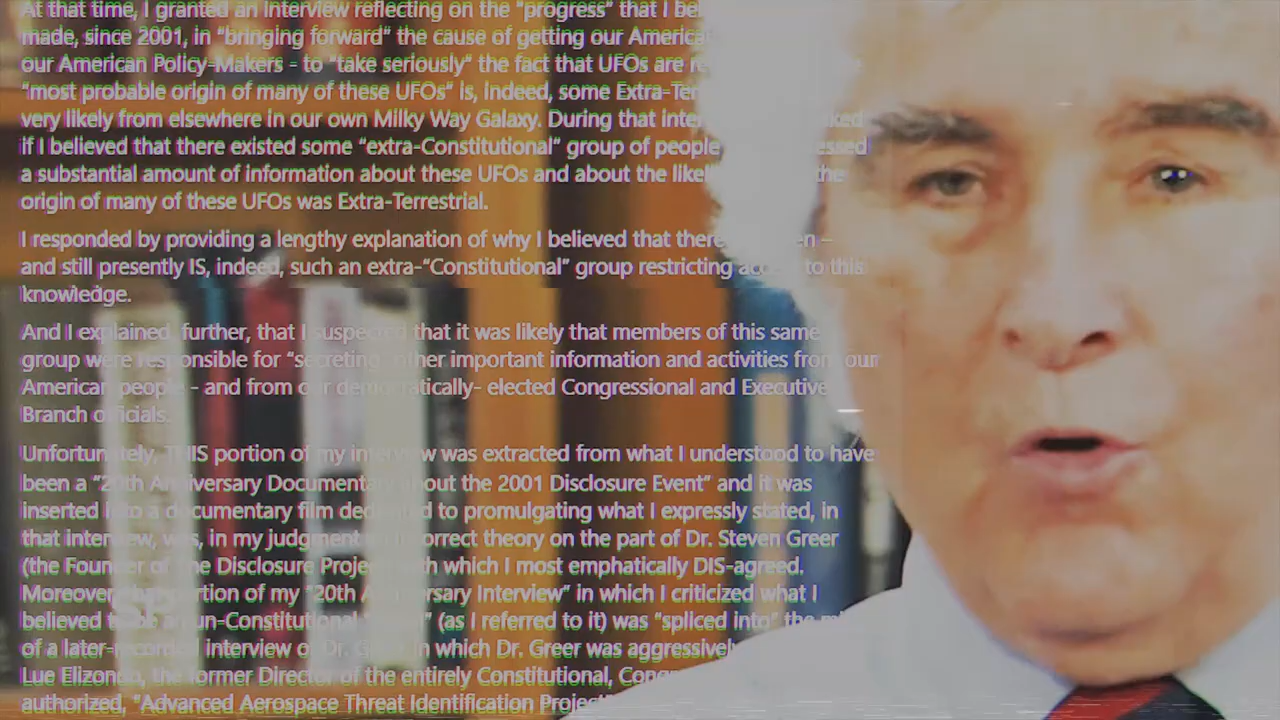 At that time, I granted an interview reflecting on the “progress” that I
made, since 2001, in “bringing forward” the cause of getting our
our American Policy-Makers - to “take seriously” the fact that UFOs are
“most probable origin of many of these UFOs” is, indeed, some
very likely from elsewhere in our own Milky Way Galaxy. During that
if I believed that there existed some “extra-Constitutional” group of people
a substantial amount of information about these UFOs and about the
origin of many of these UFOs was Extra-Terrestrial.
I responded by providing a lengthy explanation of why I believed that there
and still presently IS, indeed, such an extra-“Constitutional” group restricting access to this
knowledge.
And I explained, further, that I suspected that it was likely that members of this same
group were responsible for “secreting” other important information and activities from our
American people - and from our democratically- elected Congressional and Executive
Branch officials.
Unfortunately, THIS portion of my interview was extracted from what I understood to have
been a “20th Anniversary Documentary about the 2001 Disclosure Event” and it was
inserted into a documentary film dedicated to promulgating what I expressly stated, in
that interview, was, in my judgment an incorrect theory on the part of Dr. Steven Greer
(the Founder of the Disclosure Project) with which I most emphatically DIS-agreed.
Moreover, that portion of my “20th Anniversary Interview” in which I criticized what I
believed to be a un-Constitutional (as I referred to it) was “spliced into” the
of a later-recorded interview of Dr. Greer in which Dr. Greer was aggressively
Lue Elizondo, the former Director of the entirely Constitutional,
authorized, “Advanced Aerospace Threat Identification Project”